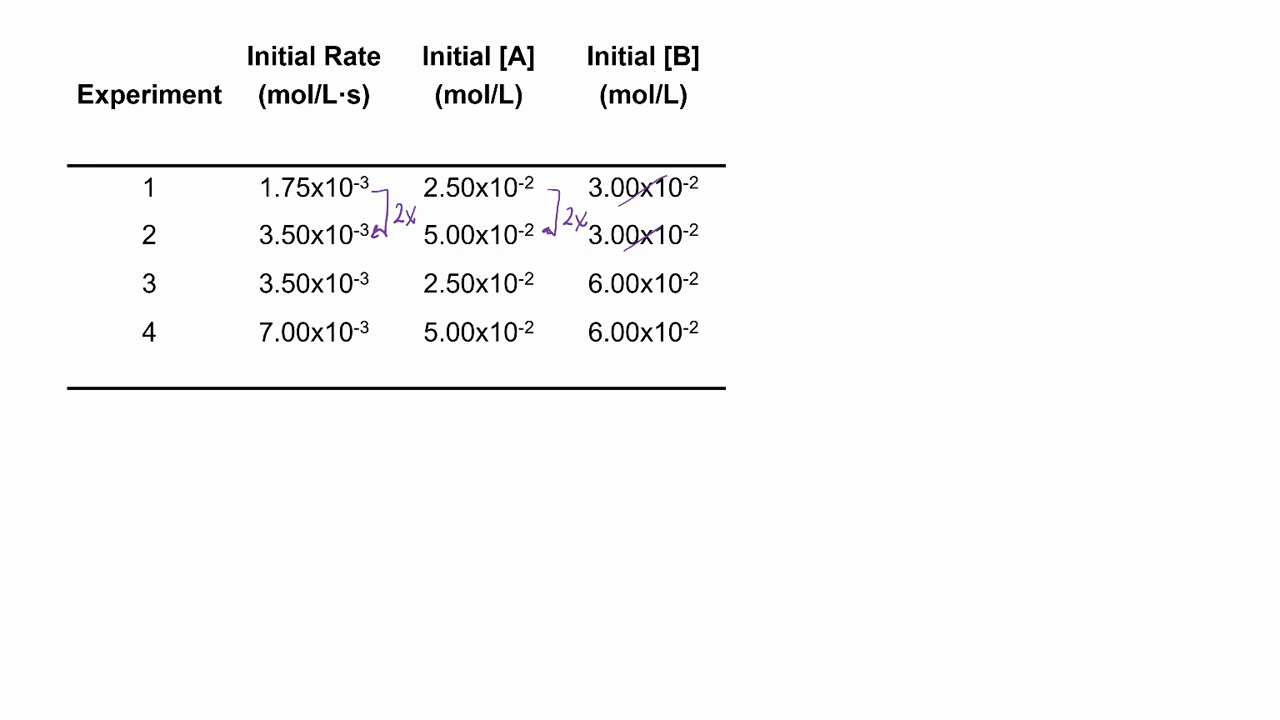 Initial Rate Initial [A] Initial [B]
Experiment (mol/L·s) (mol/L) (mol/L)
1 1.75x10-3 2.50x10-2 3.00x10-2
2x 2x
2 3.50x10-3 5.00x10-2 3.00x10-2
3 3.50x10-3 2.50x10-2 6.00x10-2
4 7.00x10-3 5.00x10-2 6.00x10-2